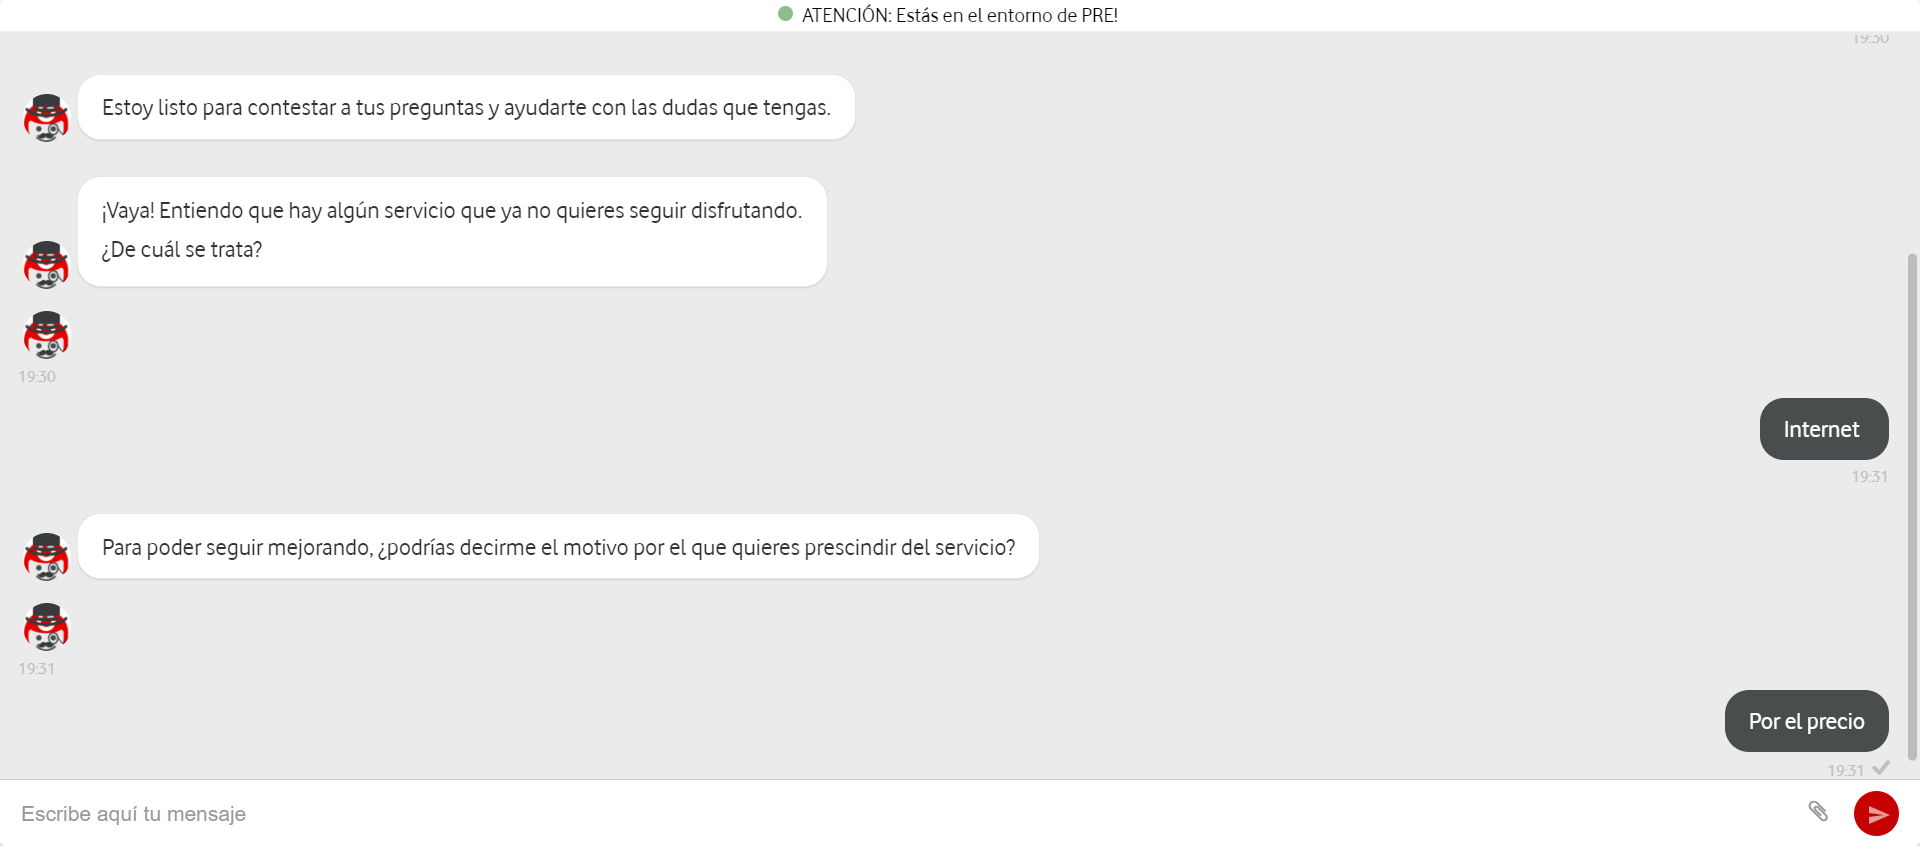 ATENCIÓN: Estás en el entorno de PRE!
19:30
Estoy listo para contestar a tus preguntas y ayudarte con las dudas que tengas.
¡Vaya! Entiendo que hay algún servicio que ya no quieres seguir disfrutando.
¿De cuál se trata?
19:30
Internet
19:31
Para poder seguir mejorando, ¿podrías decirme el motivo por el que quieres prescindir del servicio?
19:31
Por el precio
19:31
Escribe aquí tu mensaje